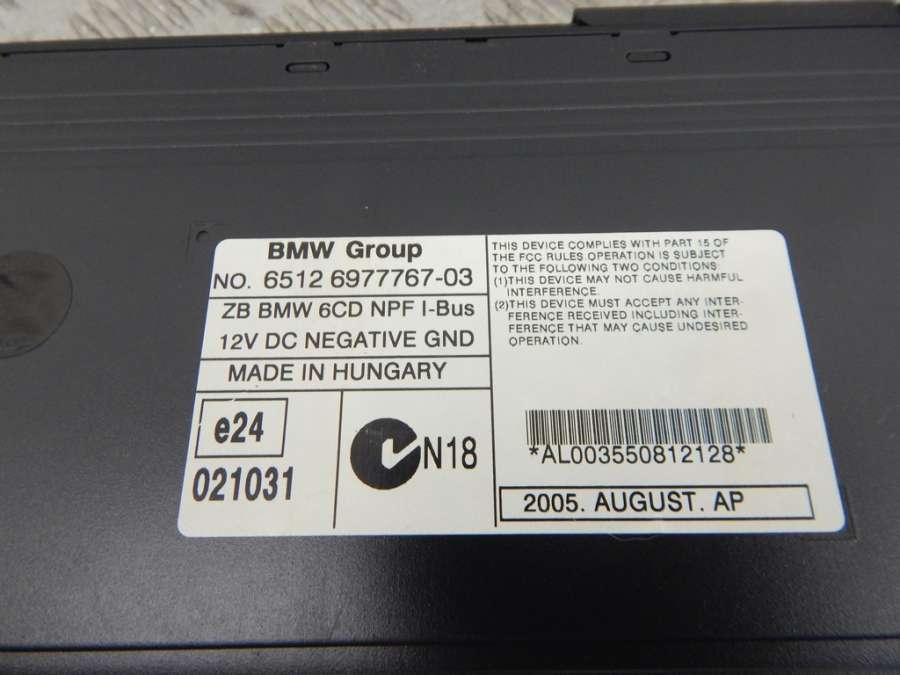 BMW Group
NO. 6512 6977767-03
ZB BMW 6CD NPF I-Bus
12V DC NEGATIVE GND
MADE IN HUNGARY
e24
021031
N18
THIS DEVICE COMPLIES WITH PART 15 OF
THE FCC RULES.OPERATION IS SUBJECT
TO THE FOLLOWING TWO CONDITIONS:
(1)THIS DEVICE MAY NOT CAUSE HARMFUL
INTERFERENCE.
(2)THIS DEVICE MUST ACCEPT ANY INTER-
FERENCE RECEIVED INCLUDING INTER-
FERENCE THAT MAY CAUSE UNDESIRED
OPERATION.
*AL003550812128*
2005. AUGUST. AP